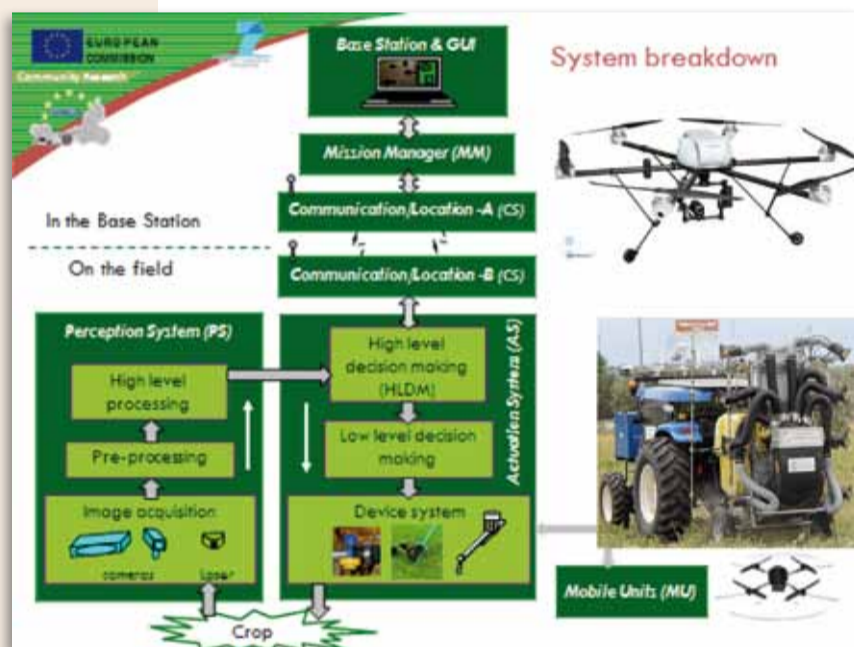 EUROPEAN
COMMISSION
Community Research
System breakdown
Base Station & GUI
Mission Manager (MM)
Communication/Location -A (CS)
In the Base Station
On the field
Communication/Location -B (CS)
Perception System (PS)
High level
processing
Pre-processing
Image acquisition
cameras
laser
Actuation System (AS)
High level
decision making
(HLDM)
Low level decision
making
Device system
Mobile Units (MU)
Crop